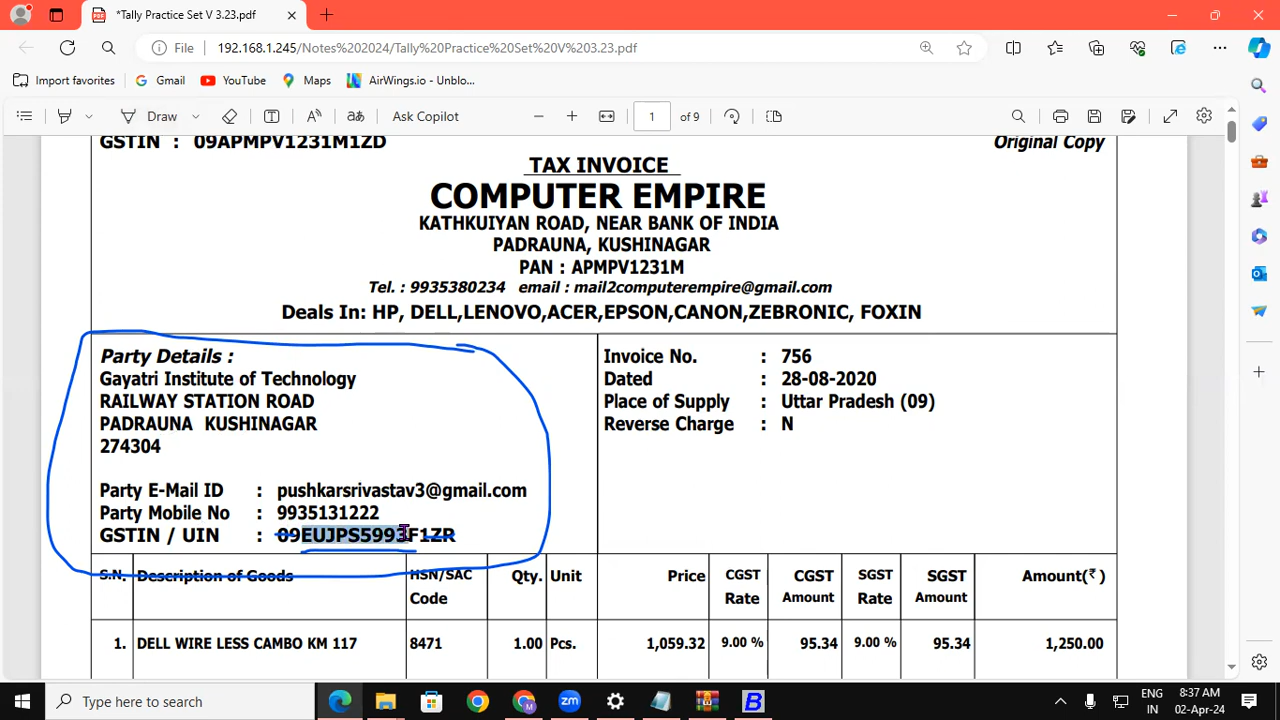 *Tally Practice Set V 3.23.pdf
File 192.168.1.245/Notes%202024/Tally%20Practice%20Set%20V%203.23.pdf
Import favorites Gmail YouTube Maps AirWings.io - Unblo...
Draw Ask Copilot 1 of 9
GSTIN : 09APMPV1231M1ZD Original Copy
TAX INVOICE
COMPUTER EMPIRE
KATHKUIYAN ROAD, NEAR BANK OF INDIA
PADRAUNA, KUSHINAGAR
PAN : APMPV1231M
Tel. : 9935380234 email : mail2computerempire@gmail.com
Deals In: HP, DELL,LENOVO,ACER,EPSON,CANON,ZEBRONIC, FOXIN
Party Details :
Gayatri Institute of Technology
RAILWAY STATION ROAD
PADRAUNA KUSHINAGAR
274304
Party E-Mail ID : pushkarsrivastav3@gmail.com
Party Mobile No : 9935131222
GSTIN / UIN : 09EUJPS5993F1ZR
Invoice No. : 756
Dated : 28-08-2020
Place of Supply : Uttar Pradesh (09)
Reverse Charge : N
S.N. Description of Goods HSN/SAC Code Qty. Unit Price CGST Rate CGST Amount SGST Rate SGST Amount Amount(₹ )
1. DELL WIRE LESS CAMBO KM 117 8471 1.00 Pcs. 1,059.32 9.00 % 95.34 9.00 % 95.34 1,250.00
Type here to search
ENG 8:37 AM
IN 02-Apr-24